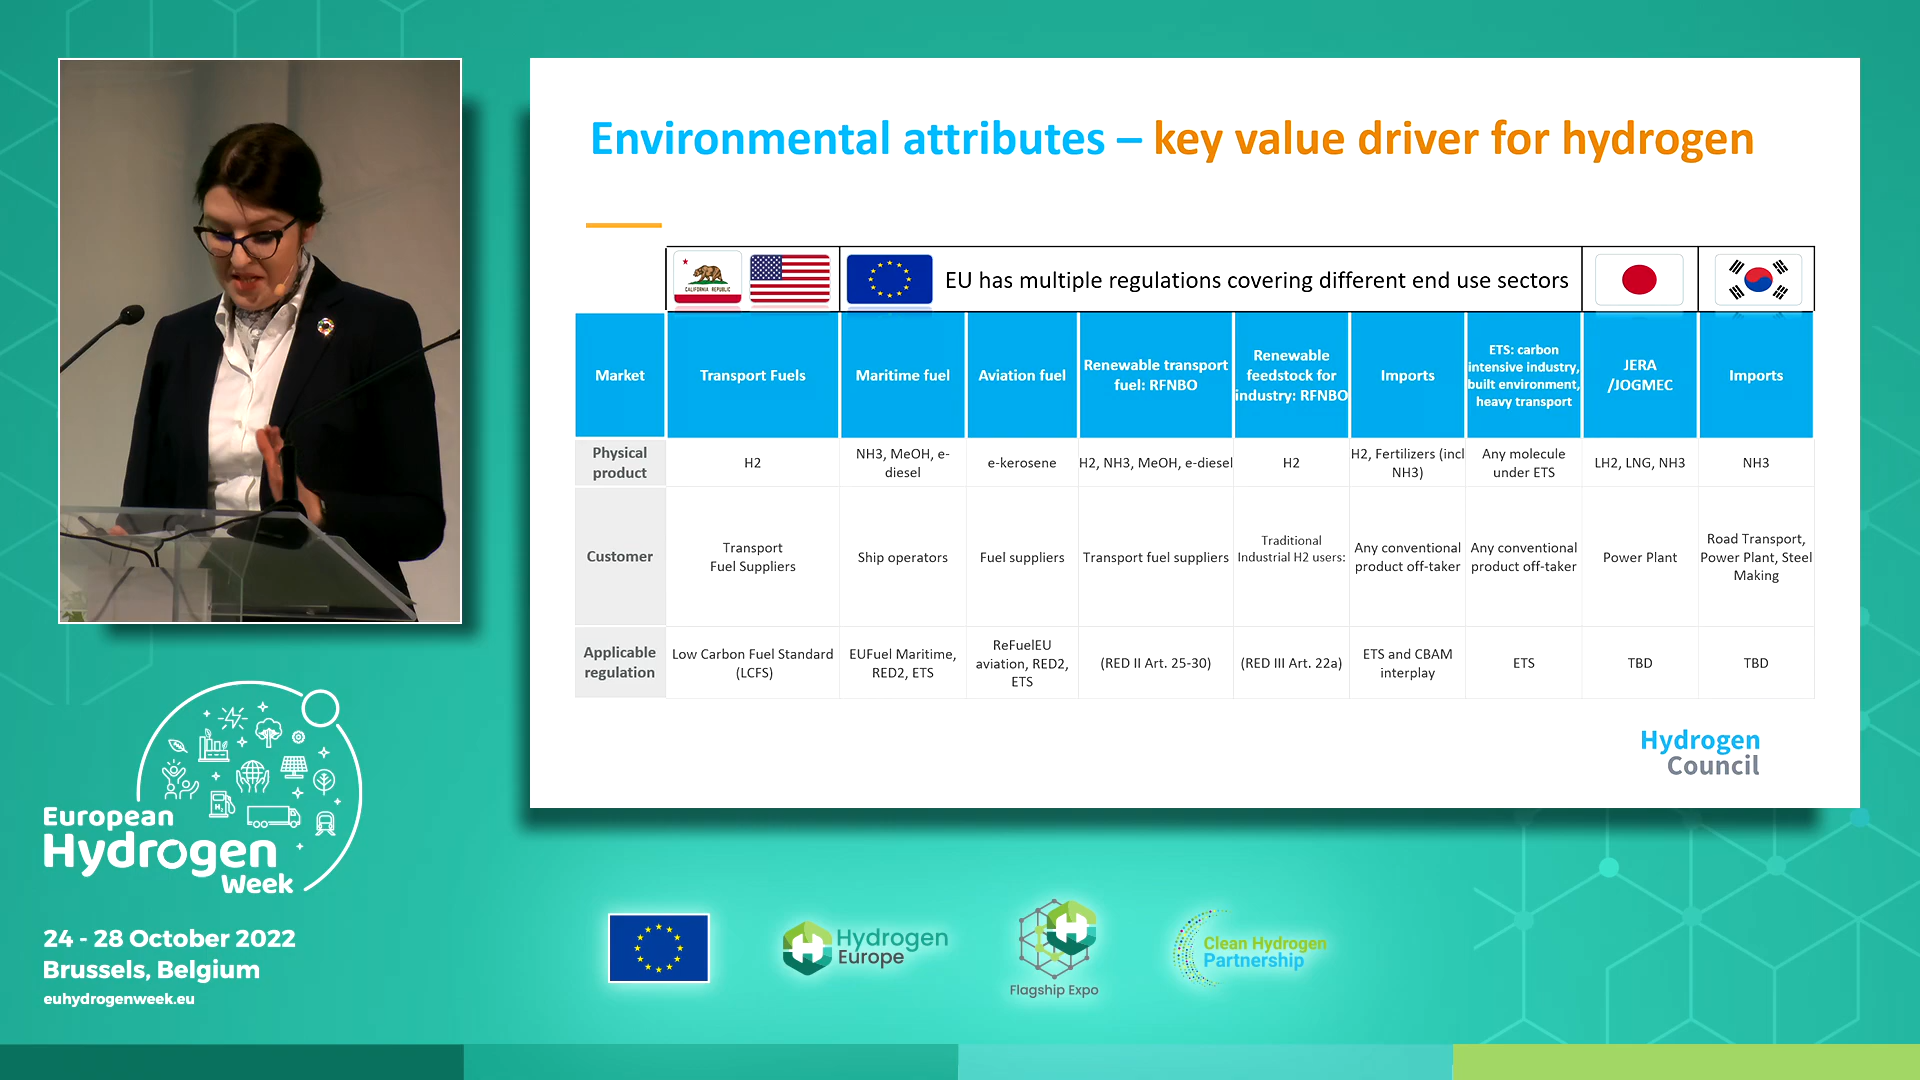 Environmental attributes – key value driver for hydrogen
CALIFORNIA REPUBLIC
EU has multiple regulations covering different end use sectors
Market
Transport Fuels
Maritime fuel
Aviation fuel
Renewable transport
fuel: RFNBO
Renewable
feedstock for
industry: RFNBO
Imports
ETS: carbon
intensive industry,
built environment,
heavy transport
JERA
/JOGMEC
Imports
Physical
product
H2
NH3, MeOH, e-
diesel
e-kerosene
H2, NH3, MeOH, e-diesel
H2
H2, Fertilizers (incl
NH3)
Any molecule
under ETS
LH2, LNG, NH3
NH3
Customer
Transport
Fuel Suppliers
Ship operators
Fuel suppliers
Transport fuel suppliers
Traditional
Industrial H2 users:
Any conventional
product off-taker
Any conventional
product off-taker
Power Plant
Road Transport,
Power Plant, Steel
Making
Applicable
regulation
Low Carbon Fuel Standard
(LCFS)
EUFuel Maritime,
RED2, ETS
ReFuelEU
aviation, RED2,
ETS
(RED II Art. 25-30)
(RED III Art. 22a)
ETS and CBAM
interplay
ETS
TBD
TBD
Hydrogen
Council
H2
European
Hydrogen
Week
24 - 28 October 2022
Brussels, Belgium
euhydrogenweek.eu
Hydrogen
Europe
Flagship Expo
Clean Hydrogen
Partnership